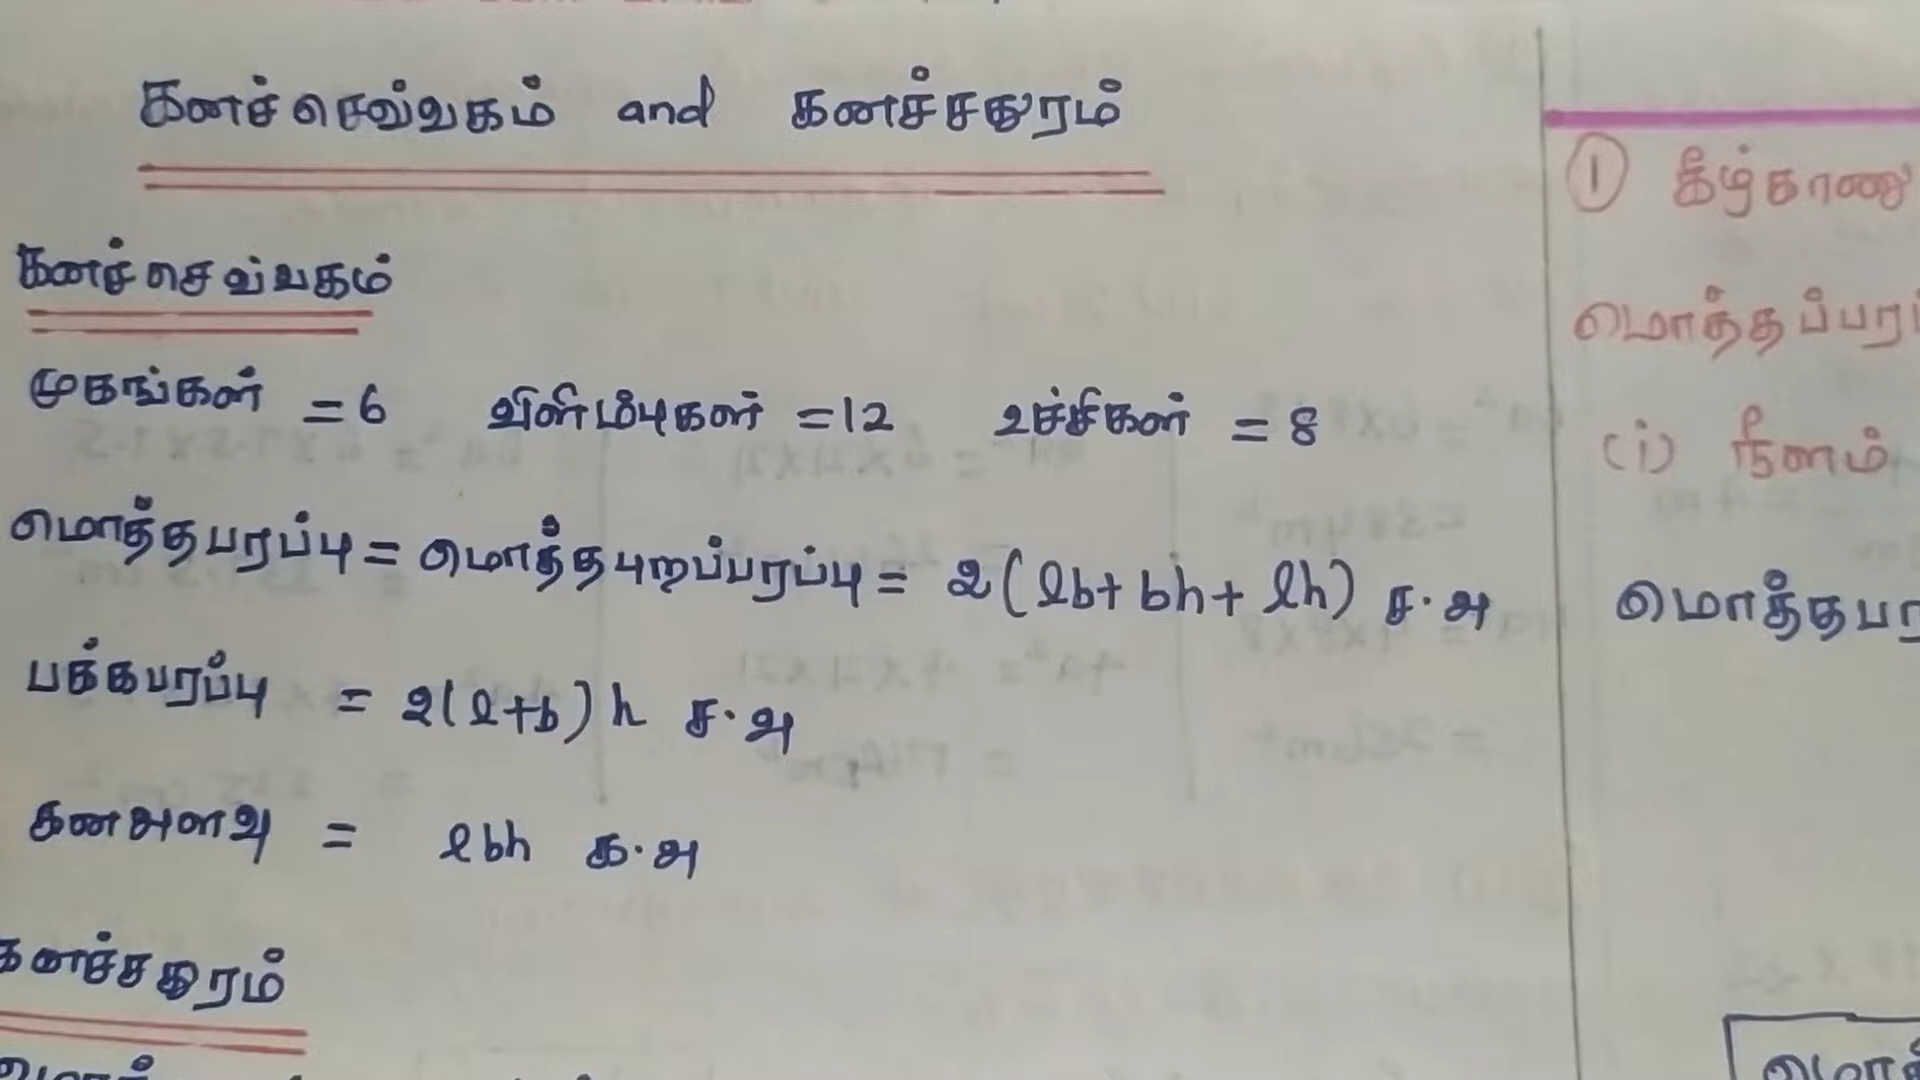 கனச்செவ்வகம் and கனச்சதுரம்
கனச்செவ்வகம்
முகங்கள் = 6 விளிம்புகள் = 12 உச்சிகள் = 8
மொத்தபரப்பு = மொத்தபுறப்பரப்பு = 2(lb+bh+lh) ச.அ
பக்கபரப்பு = 2(l+b)h ச.அ
கனஅளவு = lbh க.அ
கனச்சதுரம்
① கீழ்காணு
மொத்தப்பரப்
(i) நீளம்
மொத்தபர